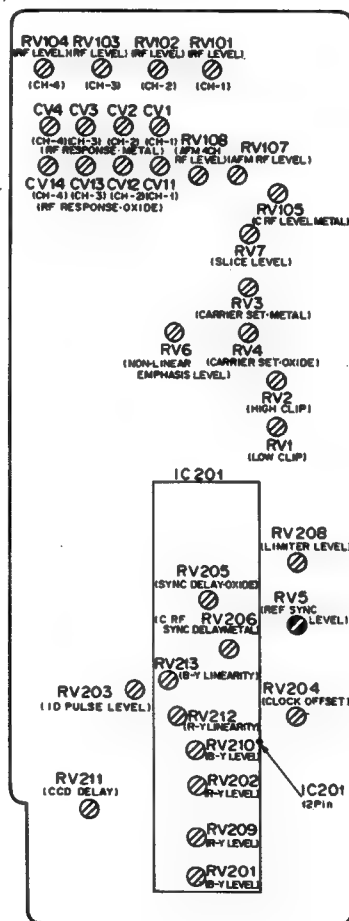 RV104 RV103 RV102 RV101
(RF LEVEL) (RF LEVEL) (RF LEVEL) (RF LEVEL)
(CH-4) (CH-3) (CH-2) (CH-1)
CV4 CV3 CV2 CV1
(CH-4) (CH-3) (CH-2) (CH-1)
(RF RESPONSE-METAL)
RV108
(AFM 4CH
RF LEVEL)
RV107
(AFM RF LEVEL)
CV14 CV13 CV12 CV11
(CH-4) (CH-3) (CH-2) (CH-1)
(RF RESPONSE-OXIDE)
RV105
(C RF LEVEL METAL)
RV7
(SLICE LEVEL)
RV3
(CARRIER SET-METAL)
RV6
(NON-LINEAR
EMPHASIS LEVEL)
RV4
(CARRIER SET-OXIDE)
RV2
(HIGH CLIP)
RV1
(LOW CLIP)
IC201
RV208
(LIMITER LEVEL)
RV205
(SYNC DELAY-OXIDE)
RV5
(REF SYNC
LEVEL)
(C RF
RV206
SYNC DELAY METAL)
RV213
(B-Y LINEARITY)
RV203
(ID PULSE LEVEL)
RV204
(CLOCK OFFSET)
RV212
(R-Y LINEARITY)
RV210
(B-Y LEVEL)
RV202
(R-Y LEVEL)
IC201
12Pin
RV211
(CCD DELAY)
RV209
(R-Y LEVEL)
RV201
(B-Y LEVEL)